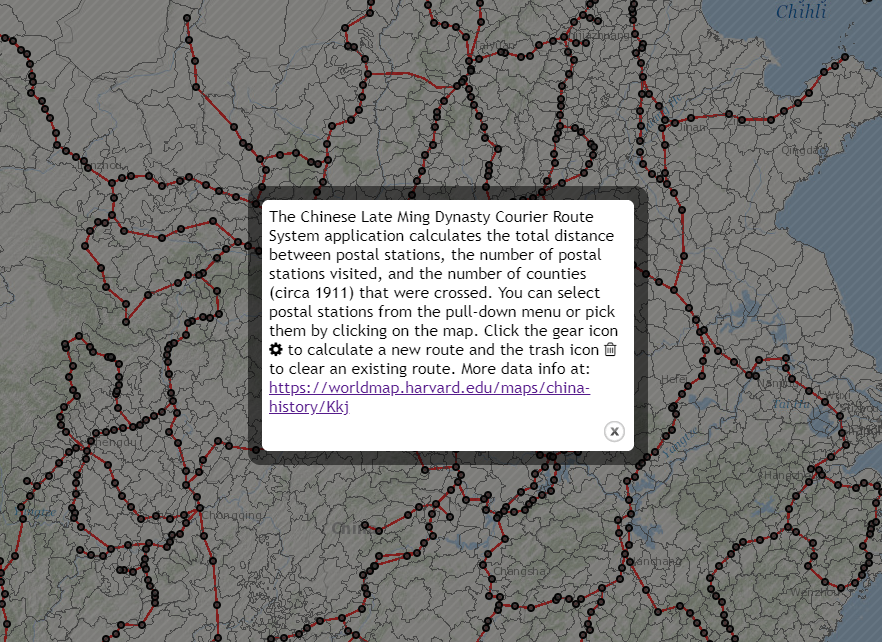 Chihli
Jinan
Qingdao
The Chinese Late Ming Dynasty Courier Route
System application calculates the total distance
between postal stations, the number of postal
stations visited, and the number of counties
(circa 1911) that were crossed. You can select
postal stations from the pull-down menu or pick
them by clicking on the map. Click the gear icon
to calculate a new route and the trash icon
to clear an existing route. More data info at:
https://worldmap.harvard.edu/maps/china-
history/Kkj
x
Hefei
Chengdu
Chongqing
China
Changsha
Nanchang
Wenzhou